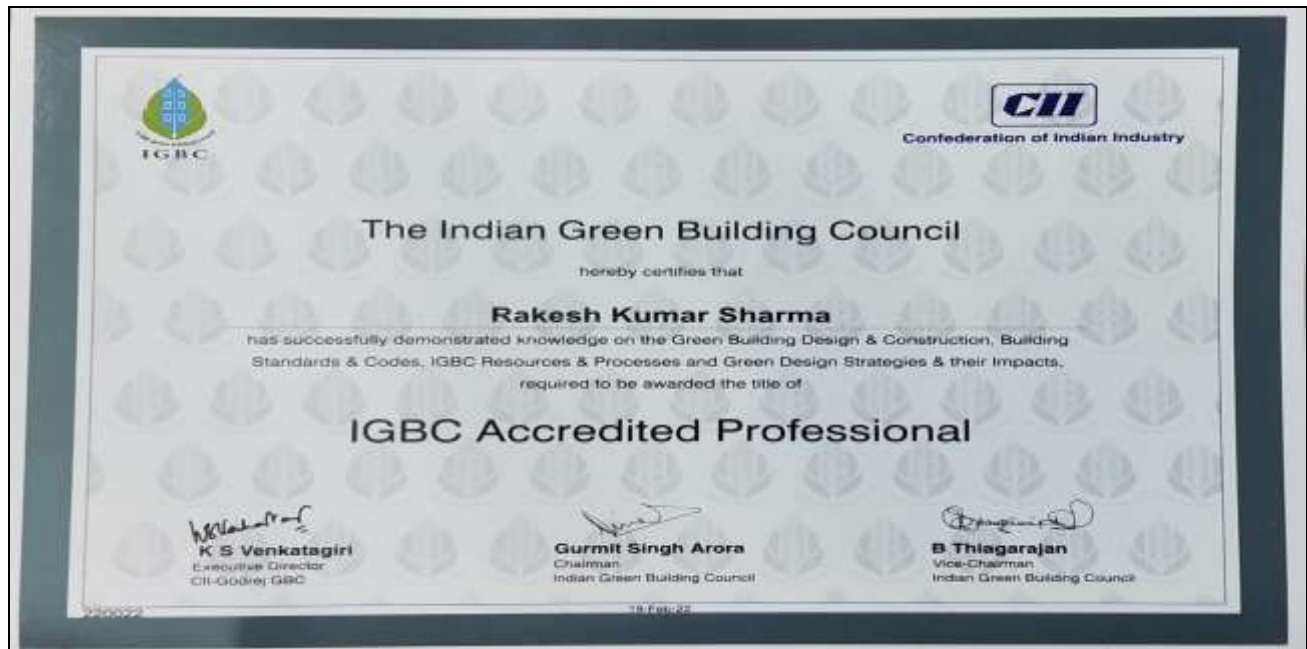 IGBC
CII
Confederation of Indian Industry
The Indian Green Building Council
hereby certifies that
Rakesh Kumar Sharma
has successfully demonstrated knowledge on the Green Building Design & Construction, Building
Standards & Codes, IGBC Resources & Processes and Green Design Strategies & their Impacts,
required to be awarded the title of
IGBC Accredited Professional
K S Venkatagiri
Executive Director
CII-Godrej GBC
Gurmit Singh Arora
Chairman
Indian Green Building Council
B Thiagarajan
Vice-Chairman
Indian Green Building Council
220022